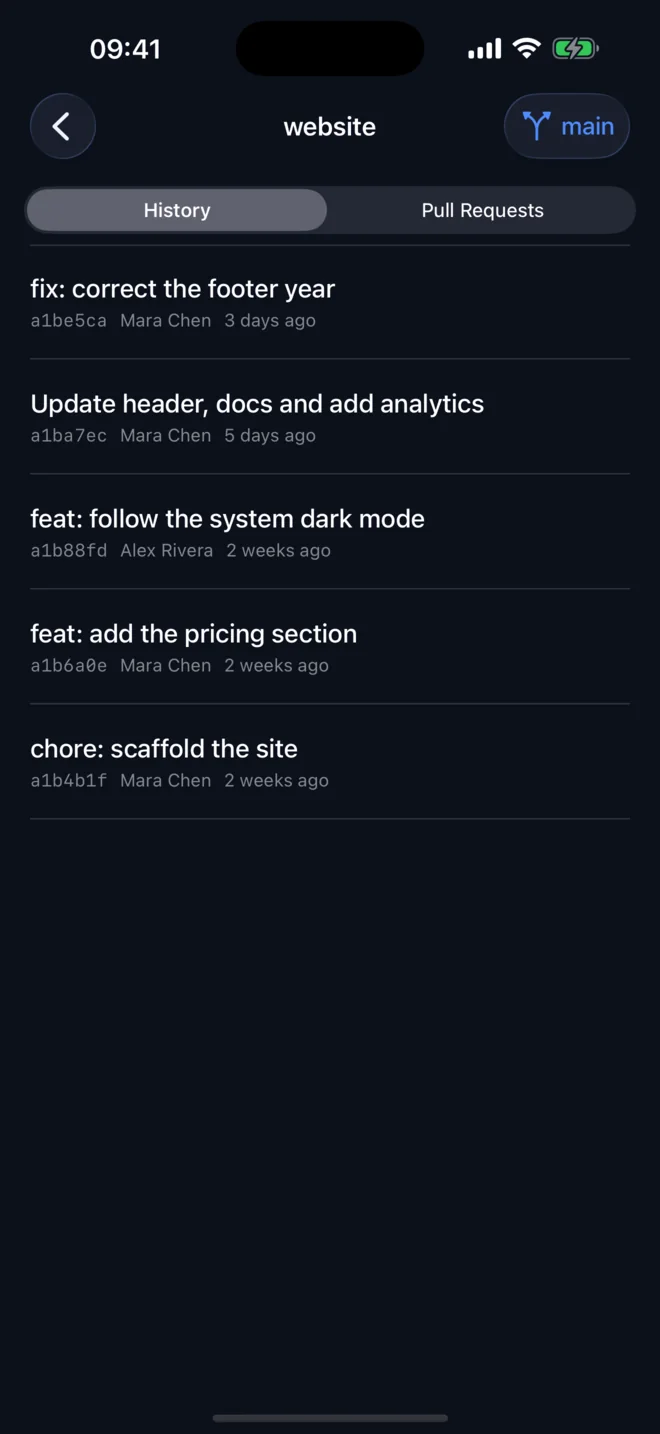 09:41
website
main
History
Pull Requests
fix: correct the footer year
a1be5ca Mara Chen 3 days ago
Update header, docs and add analytics
a1ba7ec Mara Chen 5 days ago
feat: follow the system dark mode
a1b88fd Alex Rivera 2 weeks ago
feat: add the pricing section
a1b6a0e Mara Chen 2 weeks ago
chore: scaffold the site
a1b4b1f Mara Chen 2 weeks ago